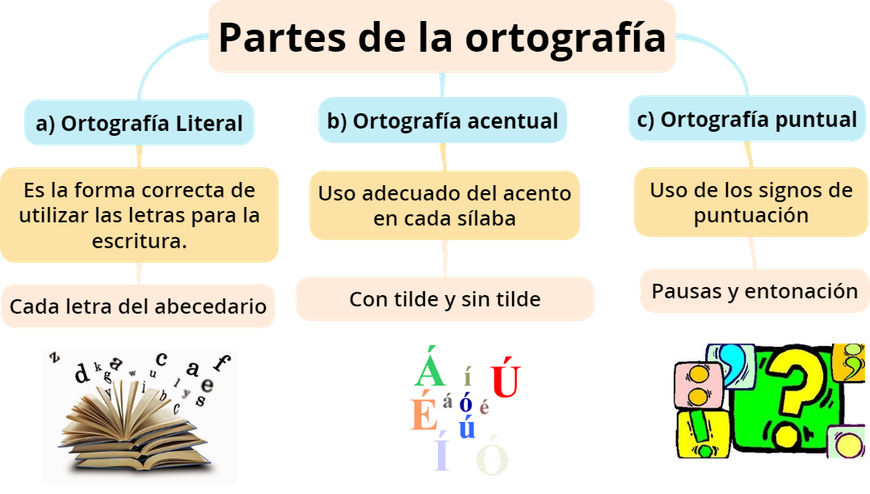 Partes de la ortografía
a) Ortografía Literal
b) Ortografía acentual
c) Ortografía puntual
Es la forma correcta de
utilizar las letras para la
escritura.
Uso adecuado del acento
en cada sílaba
Uso de los signos de
puntuación
Cada letra del abecedario
Con tilde y sin tilde
Pausas y entonación
z d k g a w u c a f
y i b l y e s c
Á í Ú
É á ó é
ú
Í Ó
, ? ;
: !
.